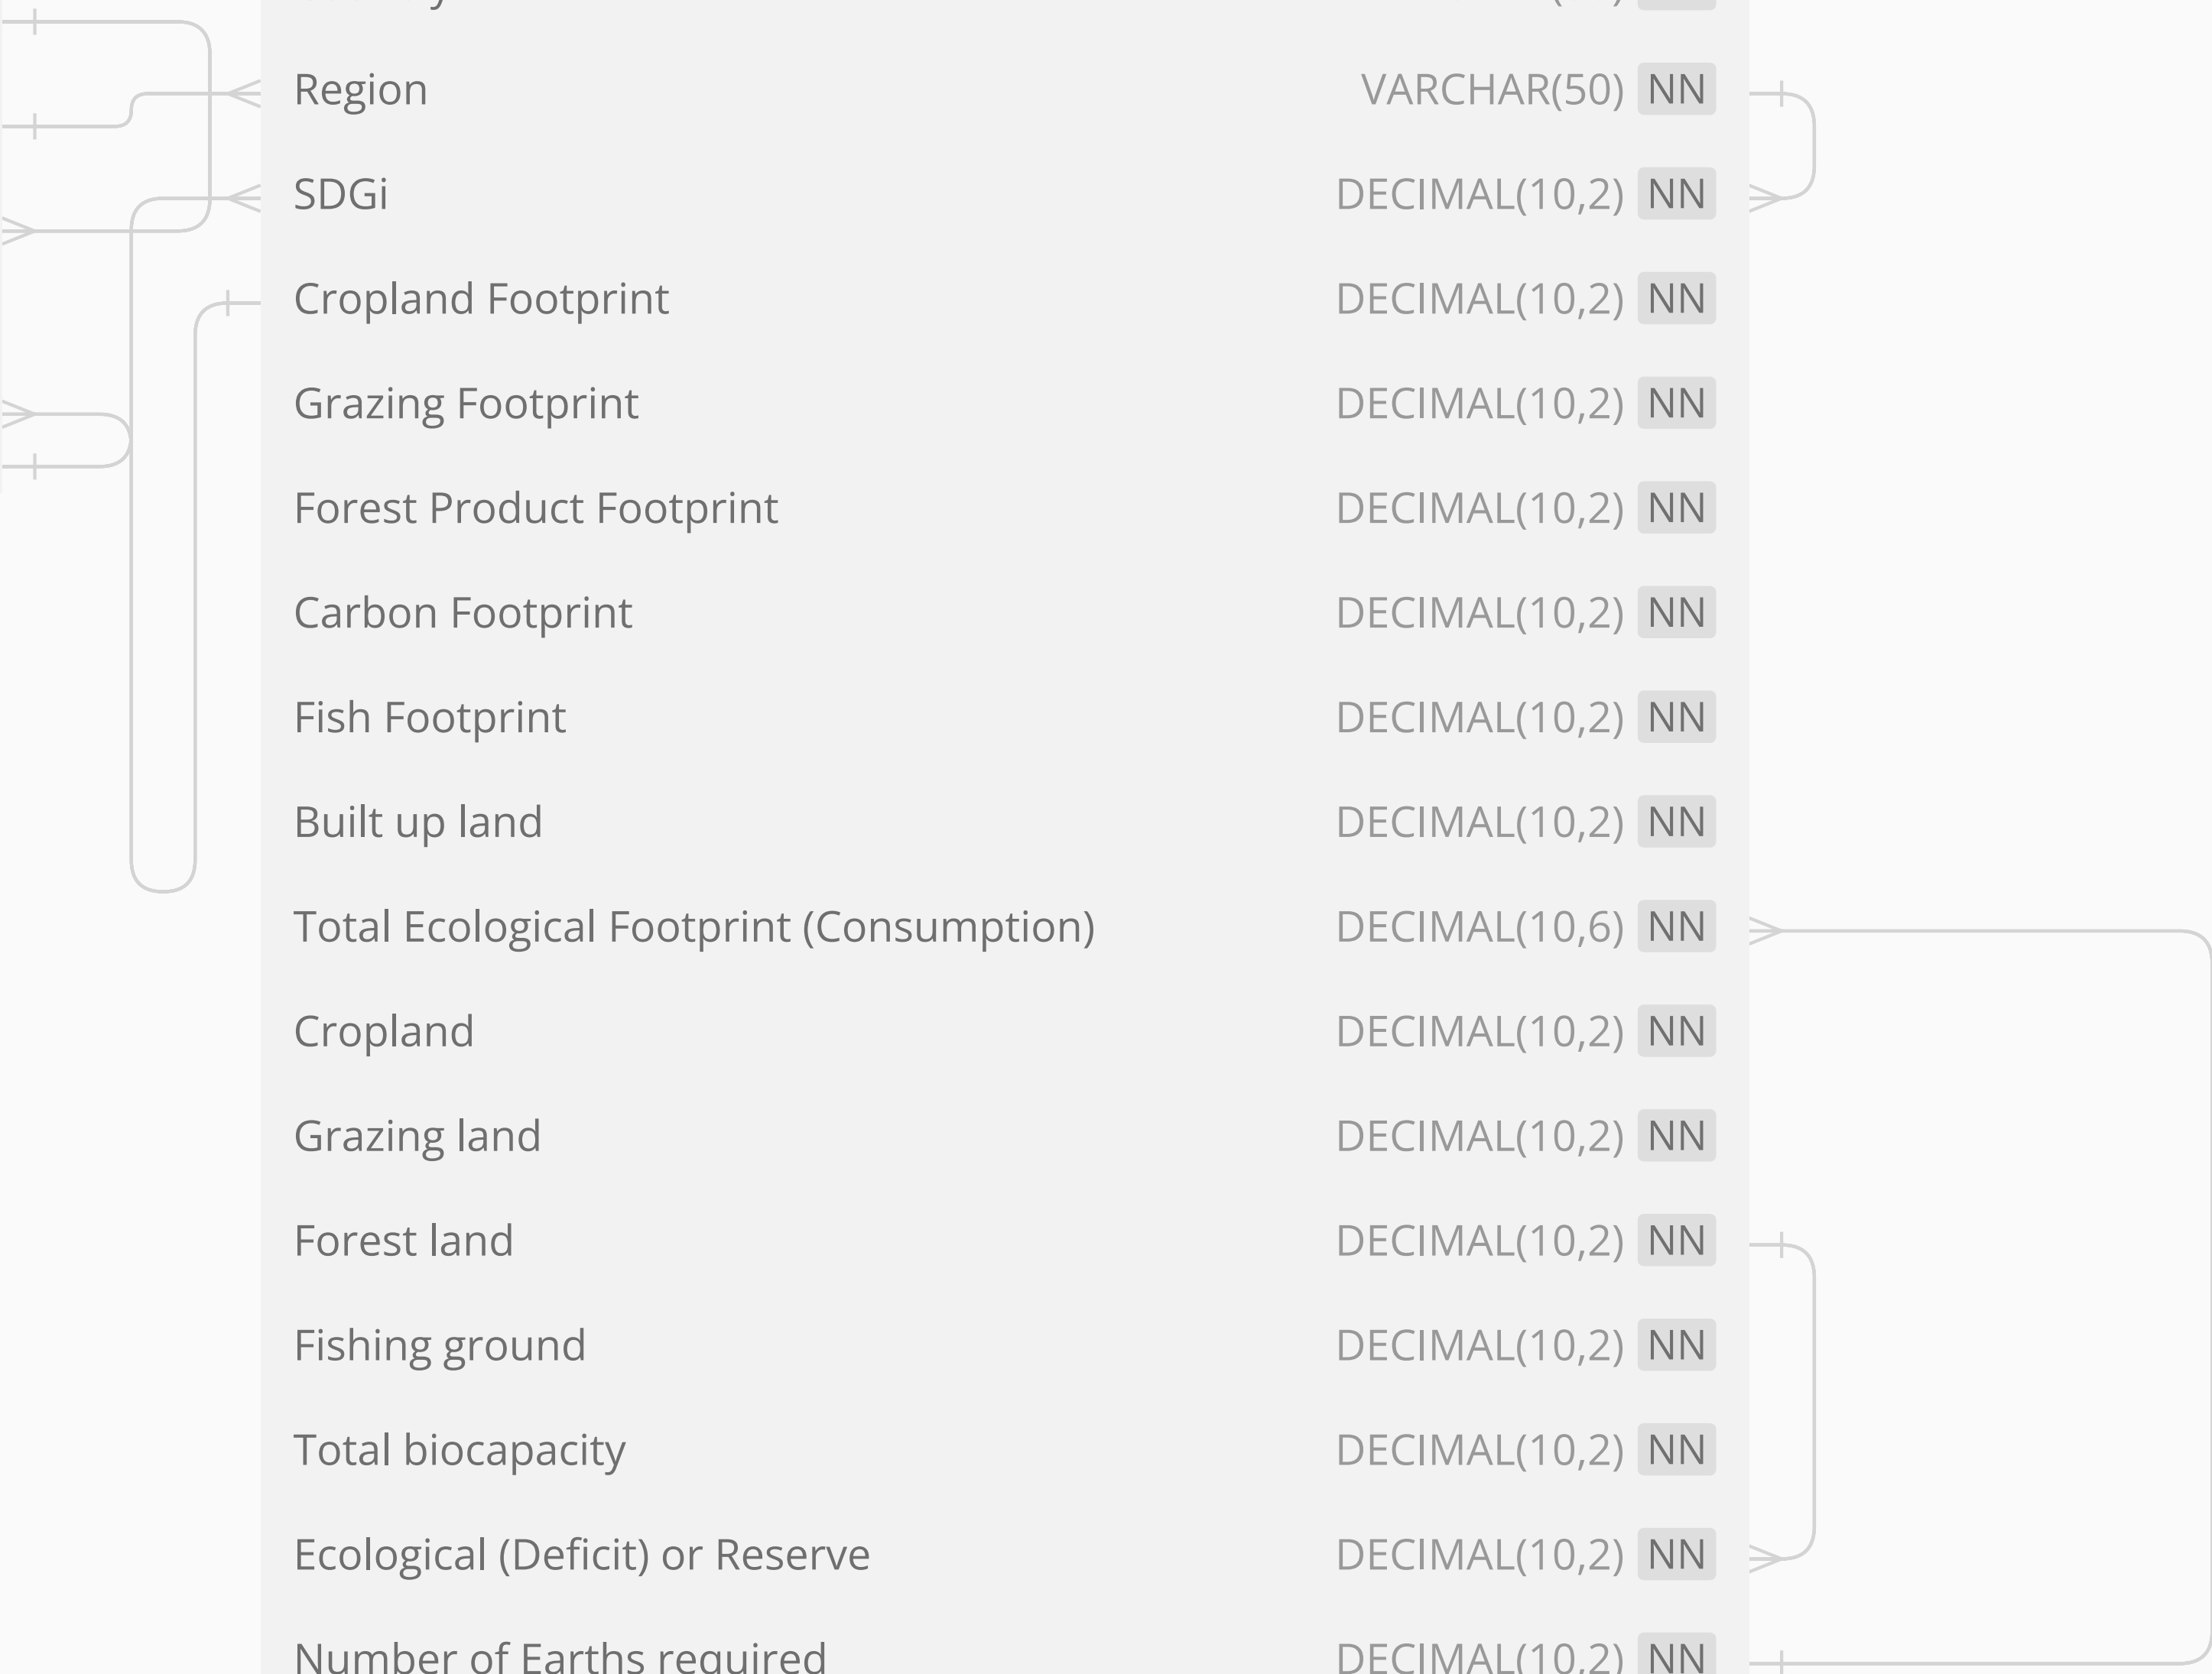 Region VARCHAR(50) NN
SDGi DECIMAL(10,2) NN
Cropland Footprint DECIMAL(10,2) NN
Grazing Footprint DECIMAL(10,2) NN
Forest Product Footprint DECIMAL(10,2) NN
Carbon Footprint DECIMAL(10,2) NN
Fish Footprint DECIMAL(10,2) NN
Built up land DECIMAL(10,2) NN
Total Ecological Footprint (Consumption) DECIMAL(10,6) NN
Cropland DECIMAL(10,2) NN
Grazing land DECIMAL(10,2) NN
Forest land DECIMAL(10,2) NN
Fishing ground DECIMAL(10,2) NN
Total biocapacity DECIMAL(10,2) NN
Ecological (Deficit) or Reserve DECIMAL(10,2) NN
Number of Earths required DECIMAL(10,2) NN